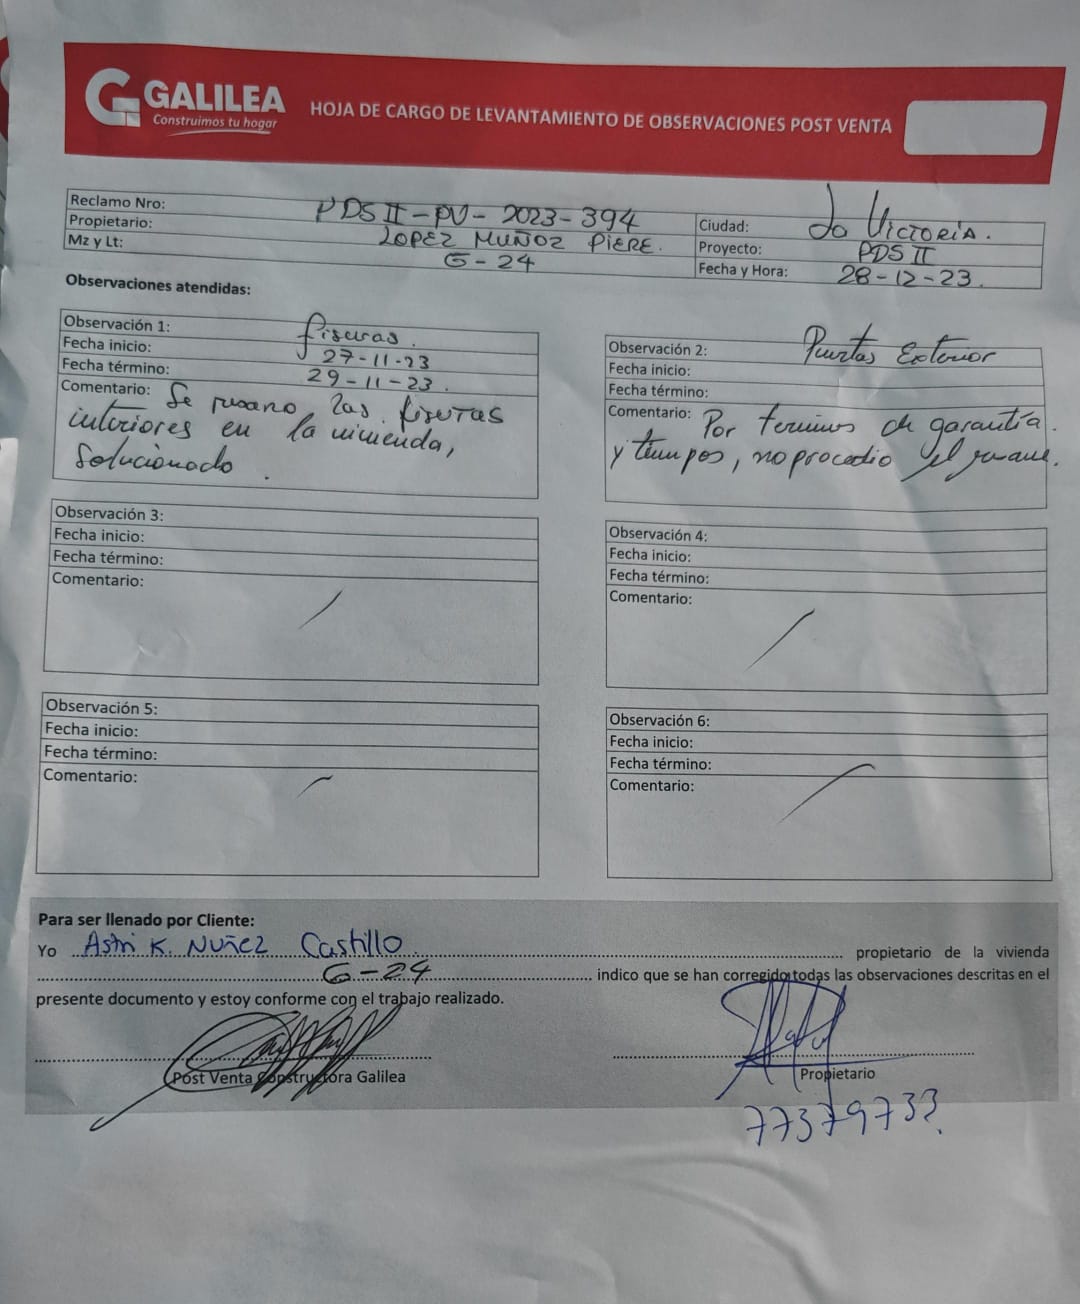 GALILEA
Construimos tu hogar
HOJA DE CARGO DE LEVANTAMIENTO DE OBSERVACIONES POST VENTA
Reclamo Nro: PDS II-PV-2023-394
Propietario: LOPEZ MUÑOZ PIERE.
Mz y Lt: G-24
Ciudad: La VICTORIA.
Proyecto: PDS II
Fecha y Hora: 28-12-23.
Observaciones atendidas:
Observación 1: fisuras.
Fecha inicio: 27-11-23
Fecha término: 29-11-23.
Comentario: Se resano las fisuras
interiores en la vivienda,
Solucionado.
Observación 2: Puertas Exterior
Fecha inicio:
Fecha término:
Comentario: Por terminos de garantía.
y tiempos, no procedio el
Observación 3:
Fecha inicio:
Fecha término:
Comentario:
Observación 4:
Fecha inicio:
Fecha término:
Comentario:
Observación 5:
Fecha inicio:
Fecha término:
Comentario:
Observación 6:
Fecha inicio:
Fecha término:
Comentario:
Para ser llenado por Cliente:
Yo Astri K. NUÑEZ Castillo propietario de la vivienda
G-24 indico que se han corregido todas las observaciones descritas en el
presente documento y estoy conforme con el trabajo realizado.
Post Venta Constructora Galilea
Propietario
77379733